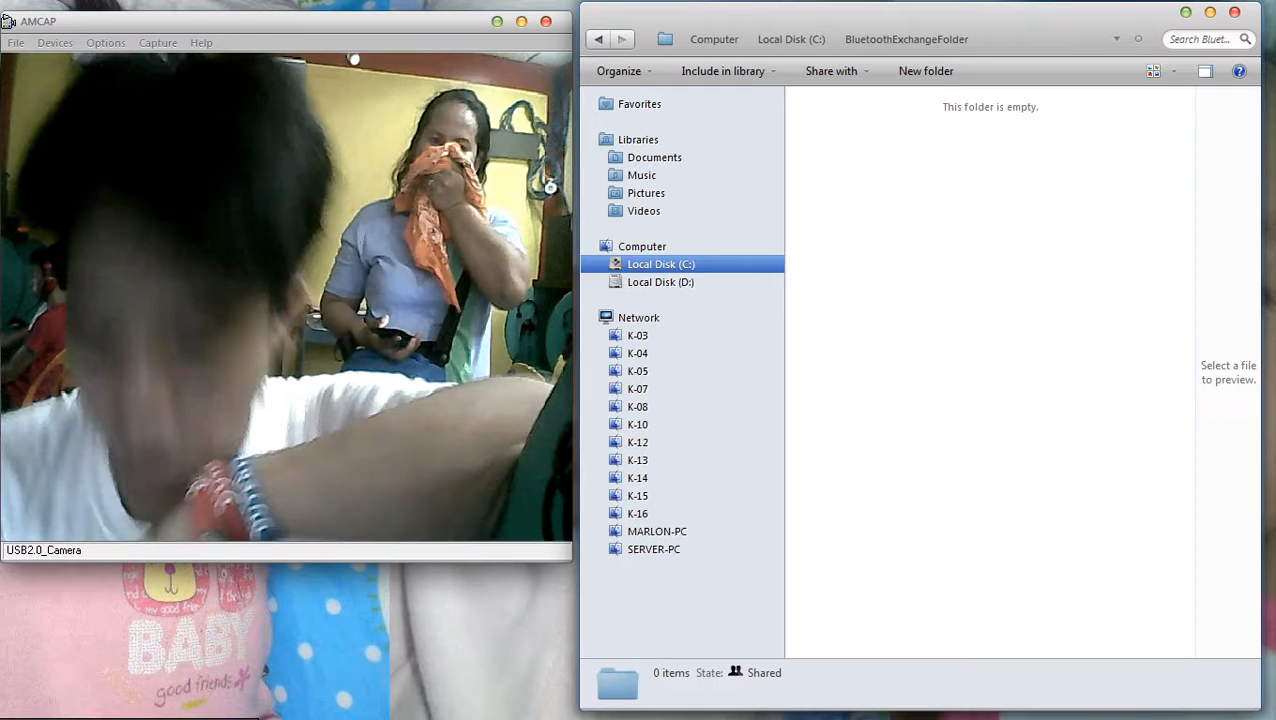 AMCAP
File Devices Options Capture Help
USB2.0_Camera
BABY
good friends
my good frien
Computer Local Disk (C:) BluetoothExchangeFolder Search Bluet...
Organize Include in library Share with New folder
Favorites
Libraries
Documents
Music
Pictures
Videos
Computer
Local Disk (C:)
Local Disk (D:)
Network
K-03
K-04
K-05
K-07
K-08
K-10
K-12
K-13
K-14
K-15
K-16
MARLON-PC
SERVER-PC
This folder is empty.
Select a file
to preview.
0 items State: Shared